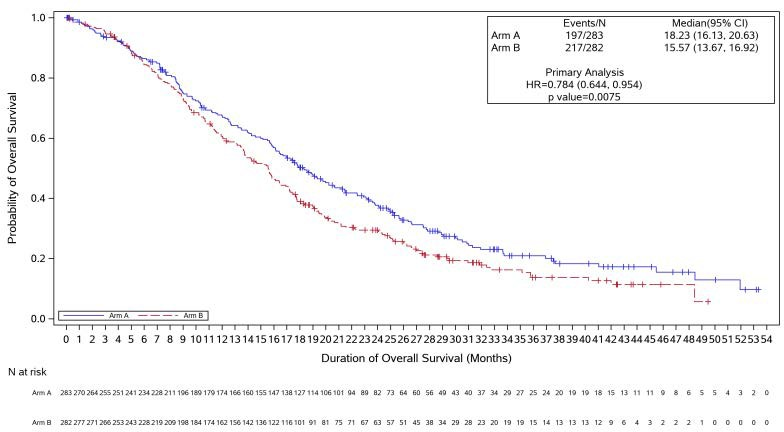 Events/N Median(95% CI)
Arm A 197/283 18.23 (16.13, 20.63)
Arm B 217/282 15.57 (13.67, 16.92)
Primary Analysis
HR=0.784 (0.644, 0.954)
p value=0.0075
Probability of Overall Survival
1.0
0.8
0.6
0.4
0.2
0.0
Arm A Arm B
0 1 2 3 4 5 6 7 8 9 10 11 12 13 14 15 16 17 18 19 20 21 22 23 24 25 26 27 28 29 30 31 32 33 34 35 36 37 38 39 40 41 42 43 44 45 46 47 48 49 50 51 52 53 54
Duration of Overall Survival (Months)
N at risk
Arm A 283 270 264 255 251 241 234 228 211 196 189 179 174 166 160 155 147 138 127 114 106 101 94 89 82 73 64 60 56 49 43 40 37 34 29 27 25 24 20 19 19 18 15 13 11 11 9 8 6 5 5 4 3 2 0
Arm B 282 277 271 266 253 243 228 219 209 198 184 174 162 156 142 136 122 116 101 91 81 75 71 67 63 57 51 45 38 34 29 28 23 20 19 19 14 13 13 13 12 9 6 4 3 2 2 2 1 0 0 0 0 0